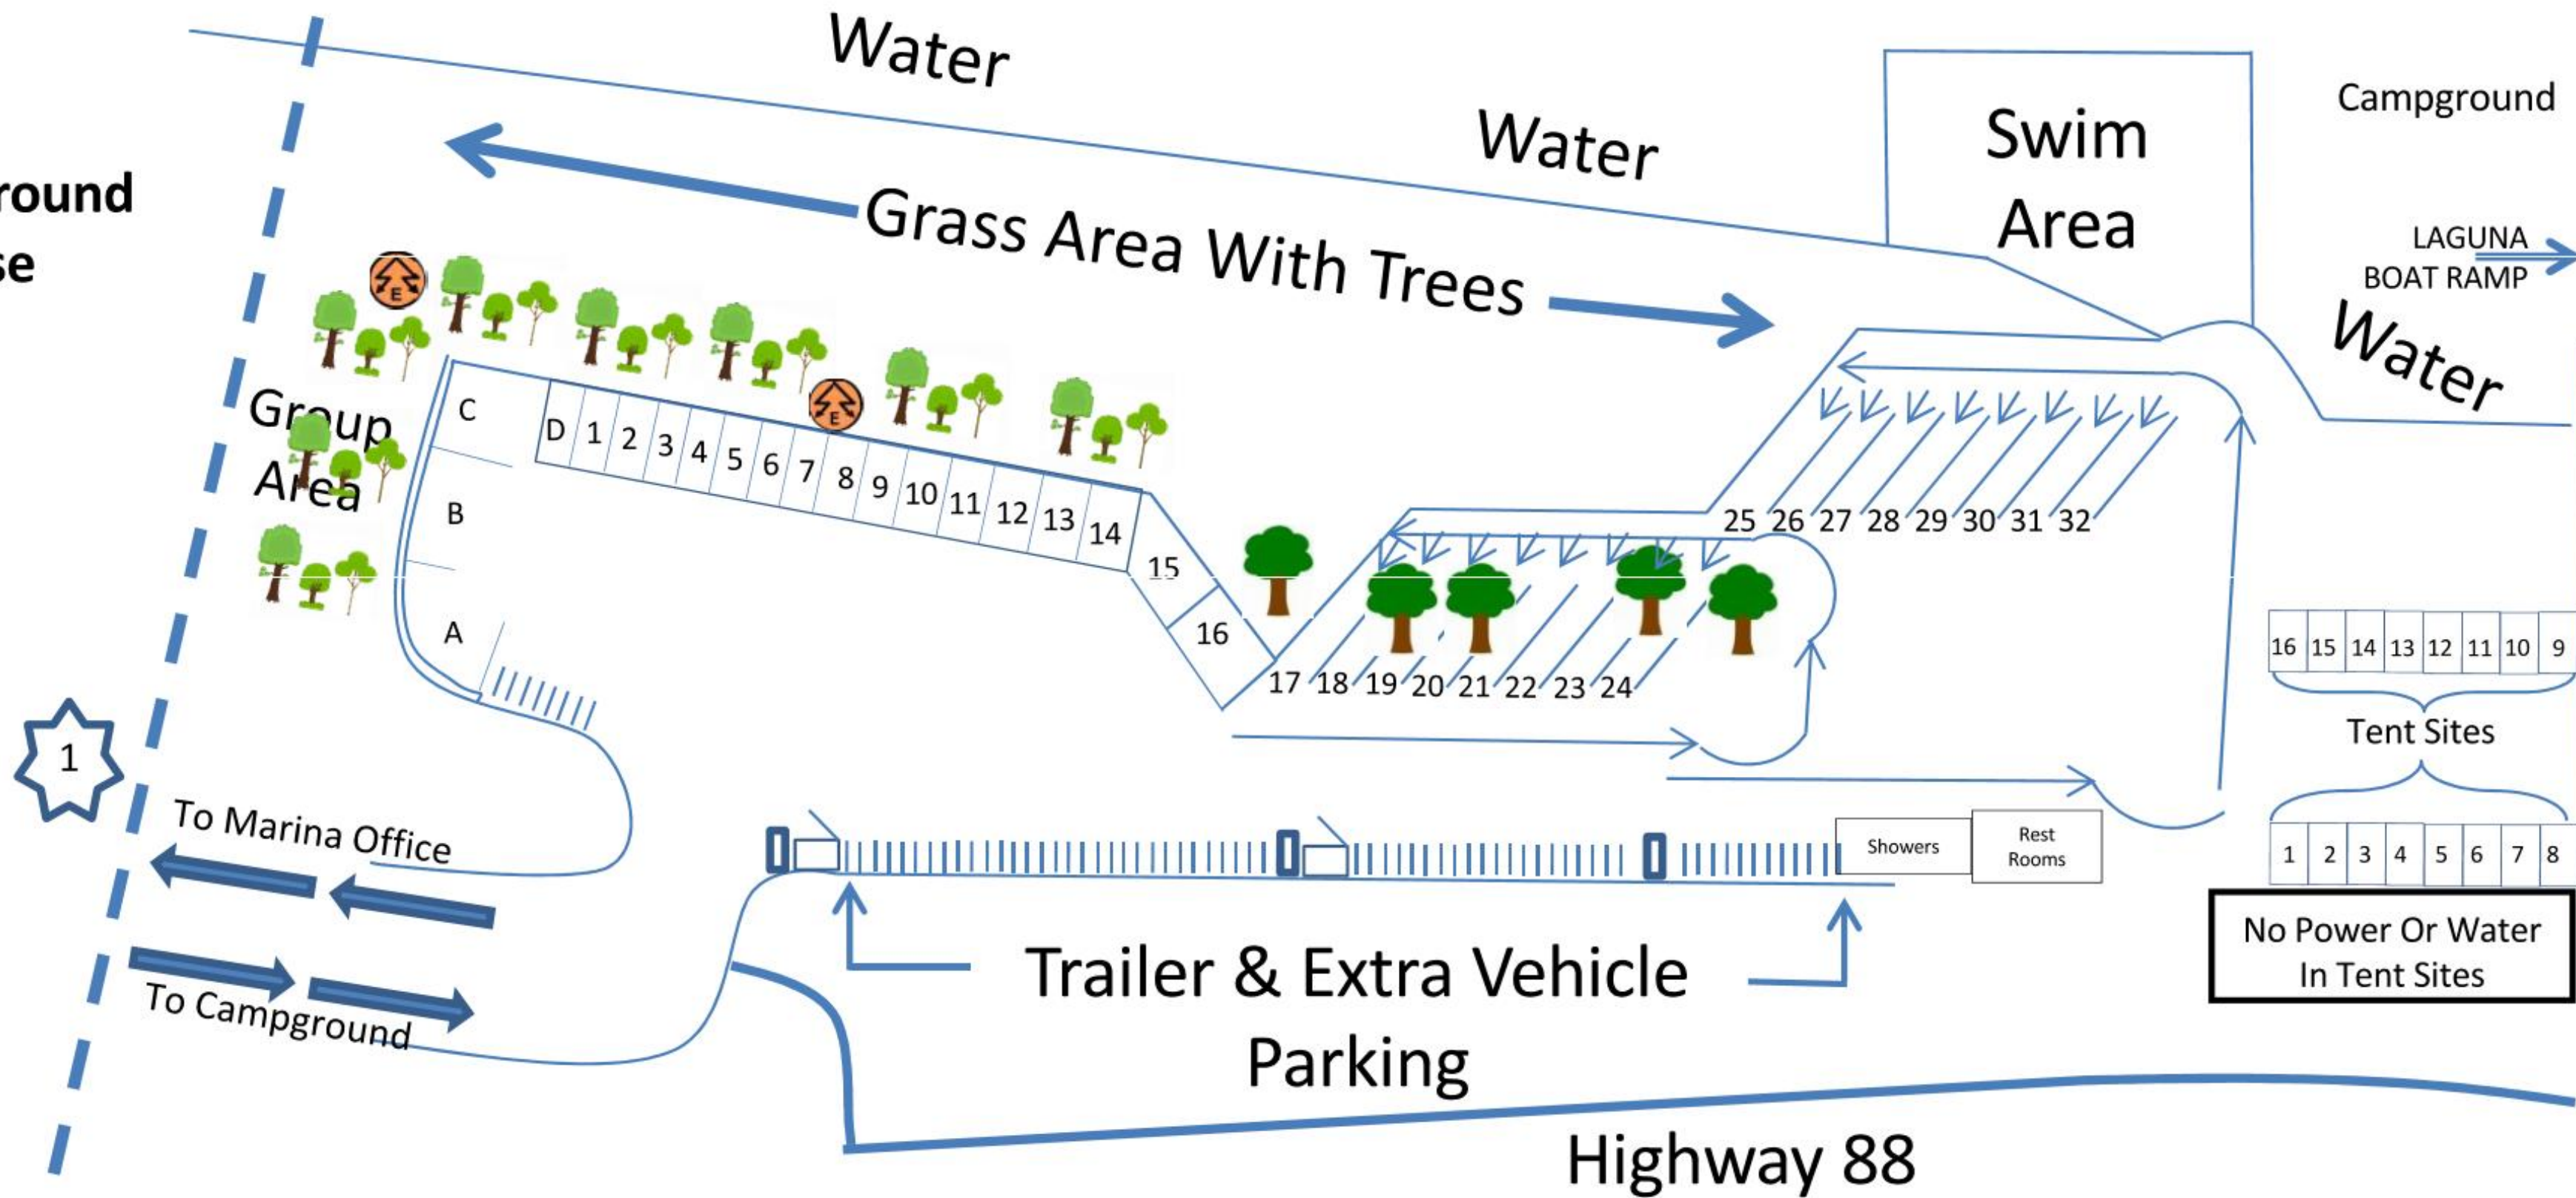 Water
Water
Swim
Area
Campground
round
se
Grass Area With Trees
LAGUNA
BOAT RAMP
Water
E
E
Group
Area
C
B
A
D 1 2 3 4 5 6 7 8 9 10 11 12 13 14
15
16
17 18 19 20 21 22 23 24
25 26 27 28 29 30 31 32
16 15 14 13 12 11 10 9
Tent Sites
1 2 3 4 5 6 7 8
No Power Or Water
In Tent Sites
1
To Marina Office
To Campground
Showers
Rest
Rooms
Trailer & Extra Vehicle
Parking
Highway 88